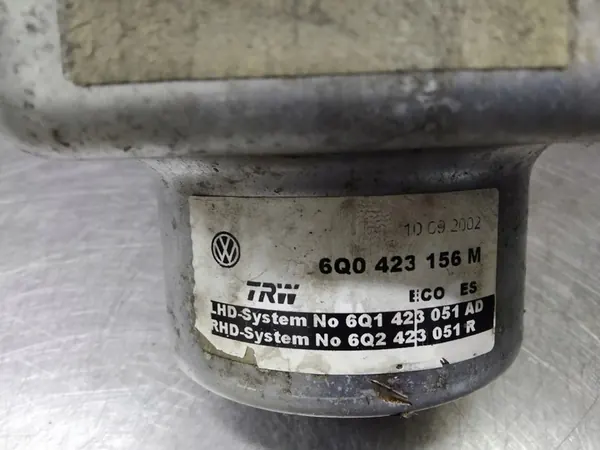 10 09 2002
VW
6Q0 423 156 M
TRW ECO ES
LHD-System No 6Q1 423 051 AD
RHD-System No 6Q2 423 051 R